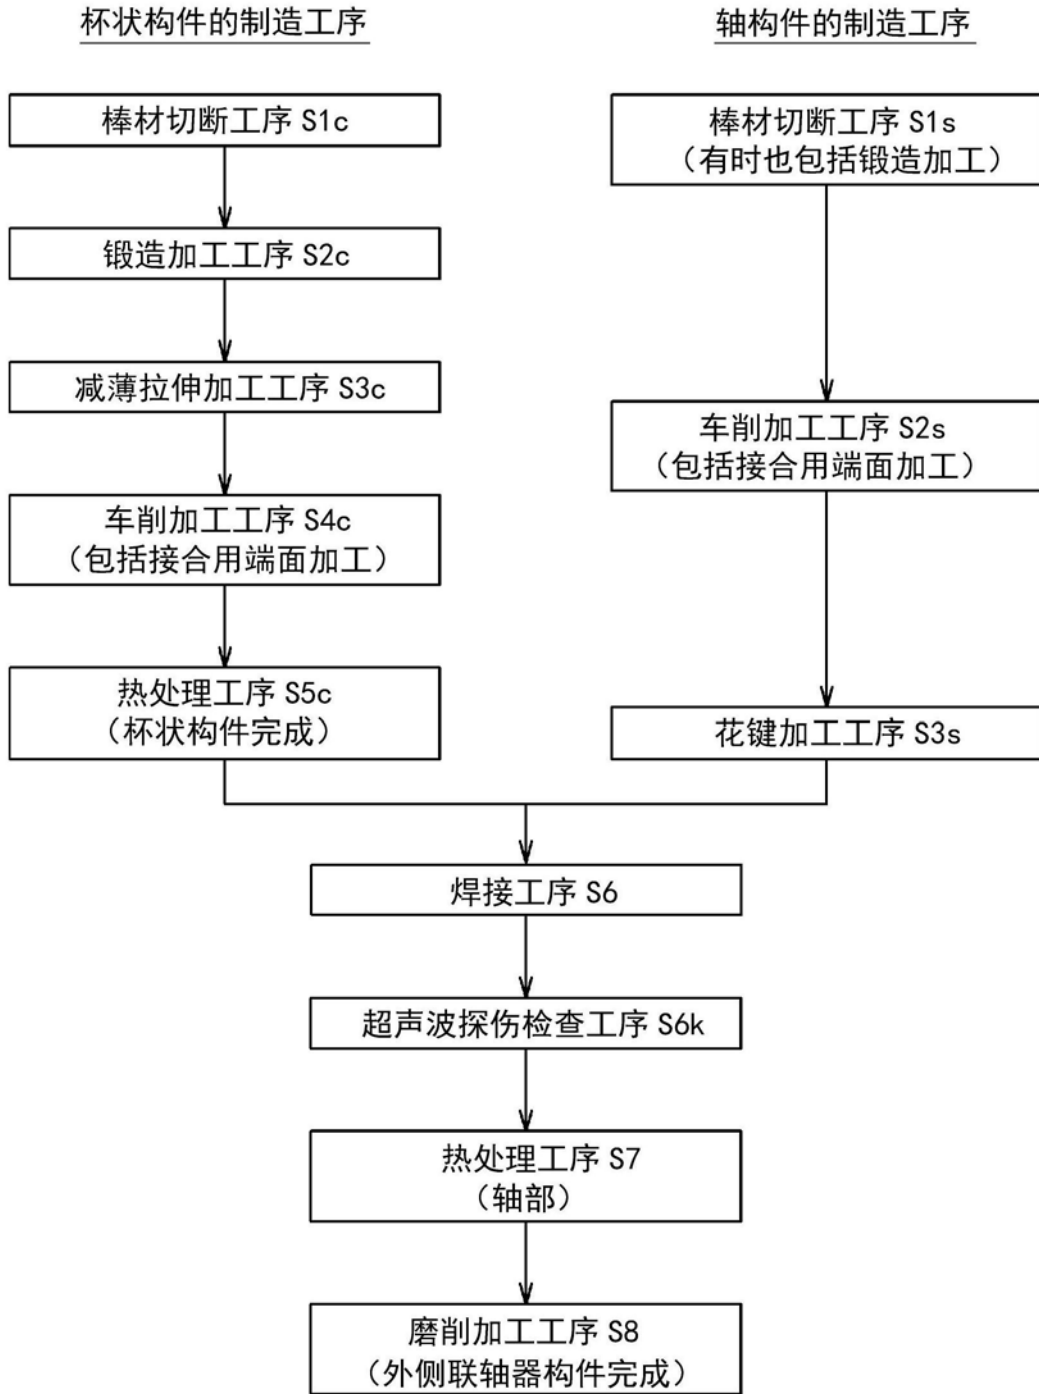 杯状构件的制造工序
轴构件的制造工序
棒材切断工序 S1c
棒材切断工序 S1s
（有时也包括锻造加工）
锻造加工工序 S2c
减薄拉伸加工工序 S3c
车削加工工序 S2s
（包括接合用端面加工）
车削加工工序 S4c
（包括接合用端面加工）
热处理工序 S5c
（杯状构件完成）
花键加工工序 S3s
焊接工序 S6
超声波探伤检查工序 S6k
热处理工序 S7
（轴部）
磨削加工工序 S8
（外侧联轴器构件完成）